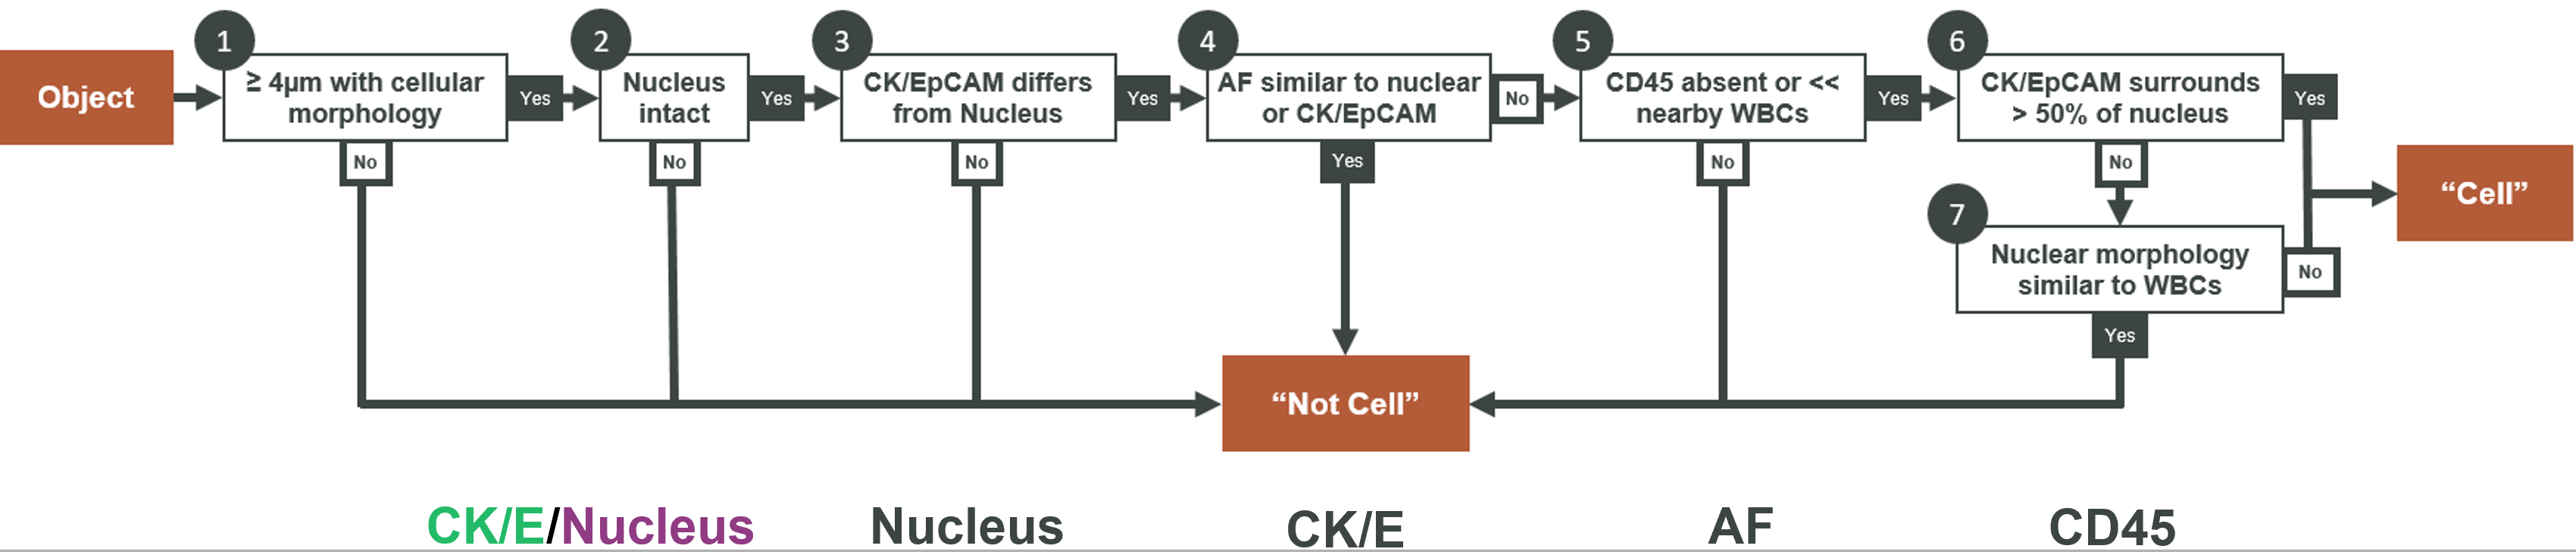 Object
1
≥ 4µm with cellular
morphology
Yes
No
2
Nucleus
intact
Yes
No
3
CK/EpCAM differs
from Nucleus
Yes
No
4
AF similar to nuclear
or CK/EpCAM
No
Yes
5
CD45 absent or <<
nearby WBCs
Yes
No
6
CK/EpCAM surrounds
> 50% of nucleus
Yes
No
7
Nuclear morphology
similar to WBCs
No
Yes
“Cell”
“Not Cell”
CK/E/Nucleus
Nucleus
CK/E
AF
CD45